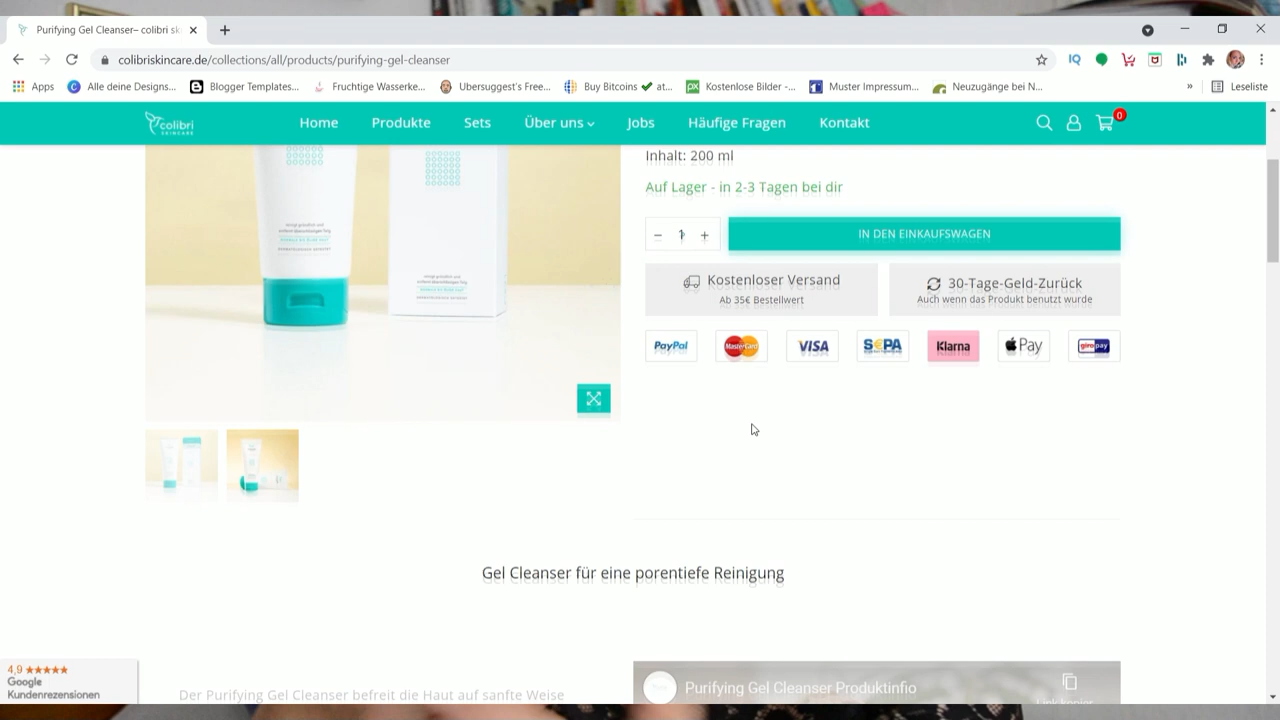 Purifying Gel Cleanser– colibri sk
colibriskincare.de/collections/all/products/purifying-gel-cleanser
Apps
Alle deine Designs...
Blogger Templates...
Fruchtige Wasserke...
Ubersuggest's Free...
Buy Bitcoins ✔ at...
Kostenlose Bilder -...
Muster Impressum...
Neuzugänge bei N...
»
Leseliste
colibri
SKINCARE
Home
Produkte
Sets
Über uns
Jobs
Häufige Fragen
Kontakt
0
Inhalt: 200 ml
Auf Lager - in 2-3 Tagen bei dir
− 1 +
IN DEN EINKAUFSWAGEN
Kostenloser Versand
Ab 35€ Bestellwert
30-Tage-Geld-Zurück
Auch wenn das Produkt benutzt wurde
PayPal
MasterCard
VISA
SEPA
Klarna
Pay
giropay
Gel Cleanser für eine porentiefe Reinigung
4,9 ★★★★★
Google
Kundenrezensionen
Der Purifying Gel Cleanser befreit die Haut auf sanfte Weise
Purifying Gel Cleanser Produktinfio